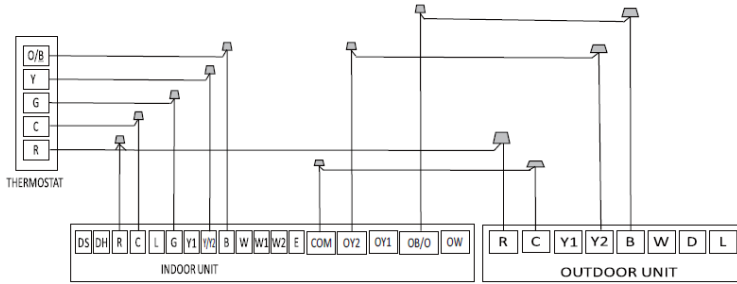 O/B
Y
G
C
R
THERMOSTAT
DS DH R C L G Y1 Y/Y2 B W W1 W2 E COM OY2 OY1 OB/O OW
INDOOR UNIT
R C Y1 Y2 B W D L
OUTDOOR UNIT